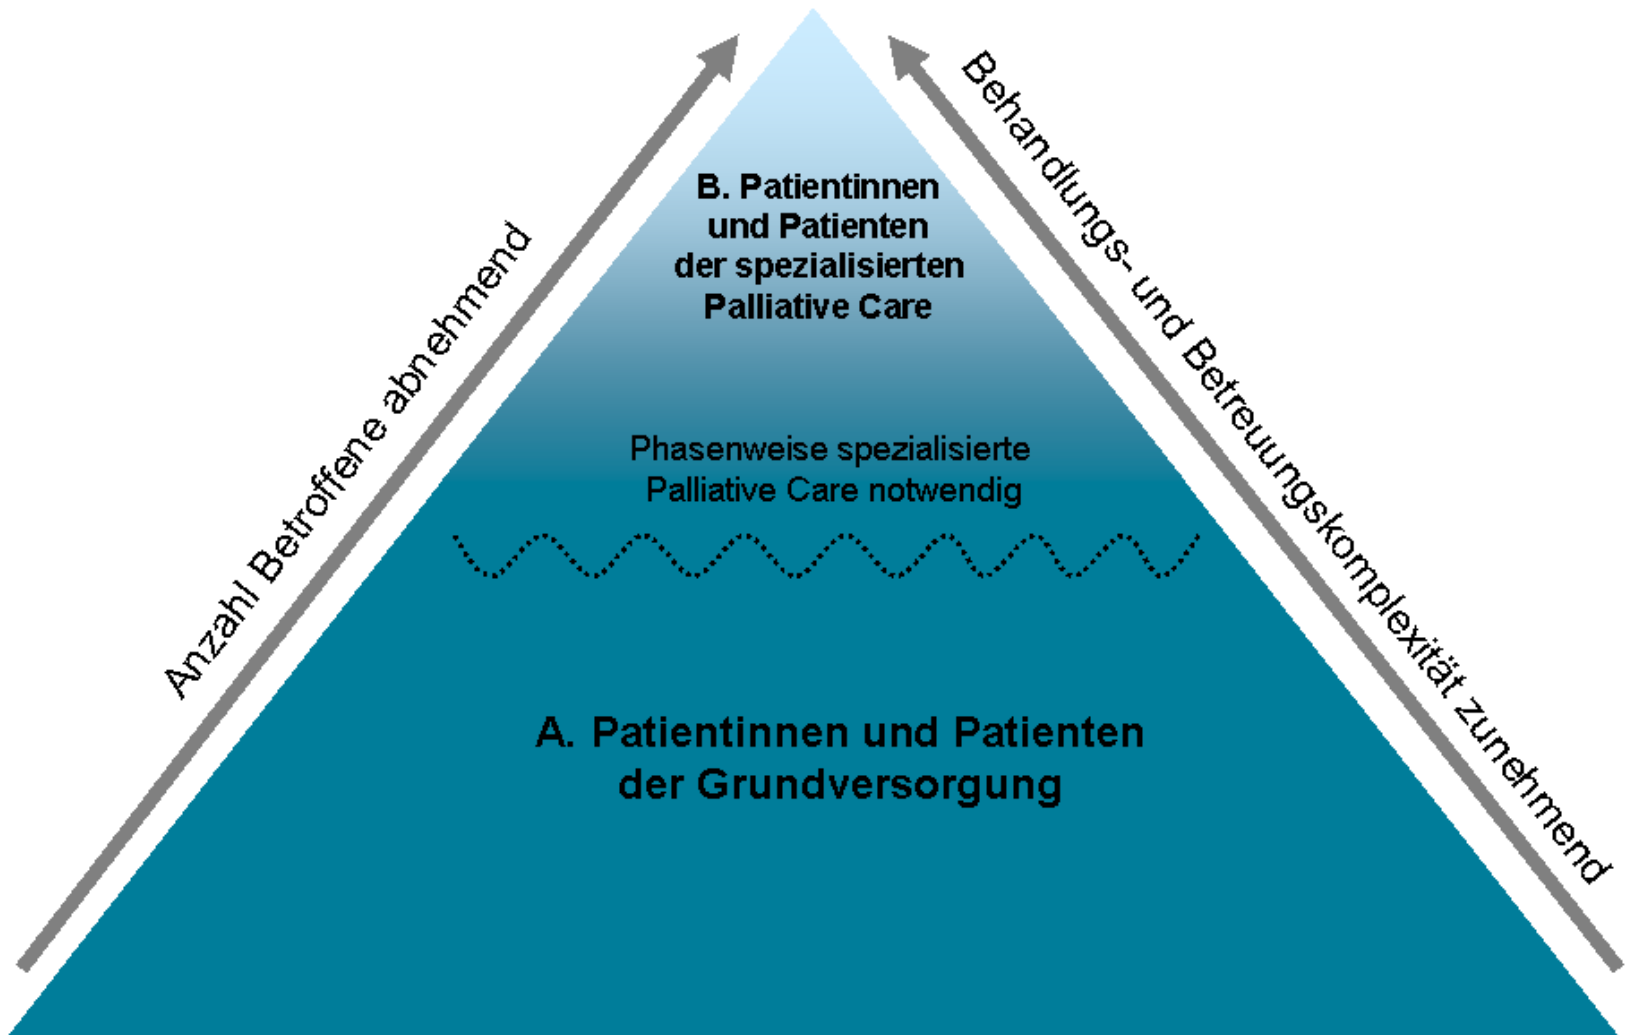 Anzahl Betroffene abnehmend
Behandlungs- und Betreuungskomplexität zunehmend
B. Patientinnen
und Patienten
der spezialisierten
Palliative Care
Phasenweise spezialisierte
Palliative Care notwendig
A. Patientinnen und Patienten
der Grundversorgung